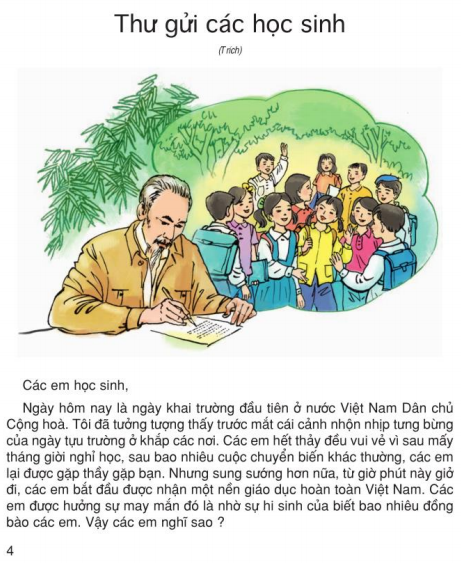 Thư gửi các học sinh
(Trích)
Các em học sinh,
Ngày hôm nay là ngày khai trường đầu tiên ở nước Việt Nam Dân chủ
Cộng hoà. Tôi đã tưởng tượng thấy trước mắt cái cảnh nhộn nhịp tưng bừng
của ngày tựu trường ở khắp các nơi. Các em hết thảy đều vui vẻ vì sau mấy
tháng giời nghỉ học, sau bao nhiêu cuộc chuyển biến khác thường, các em
lại được gặp thầy gặp bạn. Nhưng sung sướng hơn nữa, từ giờ phút này giở
đi, các em bắt đầu được nhận một nền giáo dục hoàn toàn Việt Nam. Các
em được hưởng sự may mắn đó là nhờ sự hi sinh của biết bao nhiêu đồng
bào các em. Vậy các em nghĩ sao ?
4